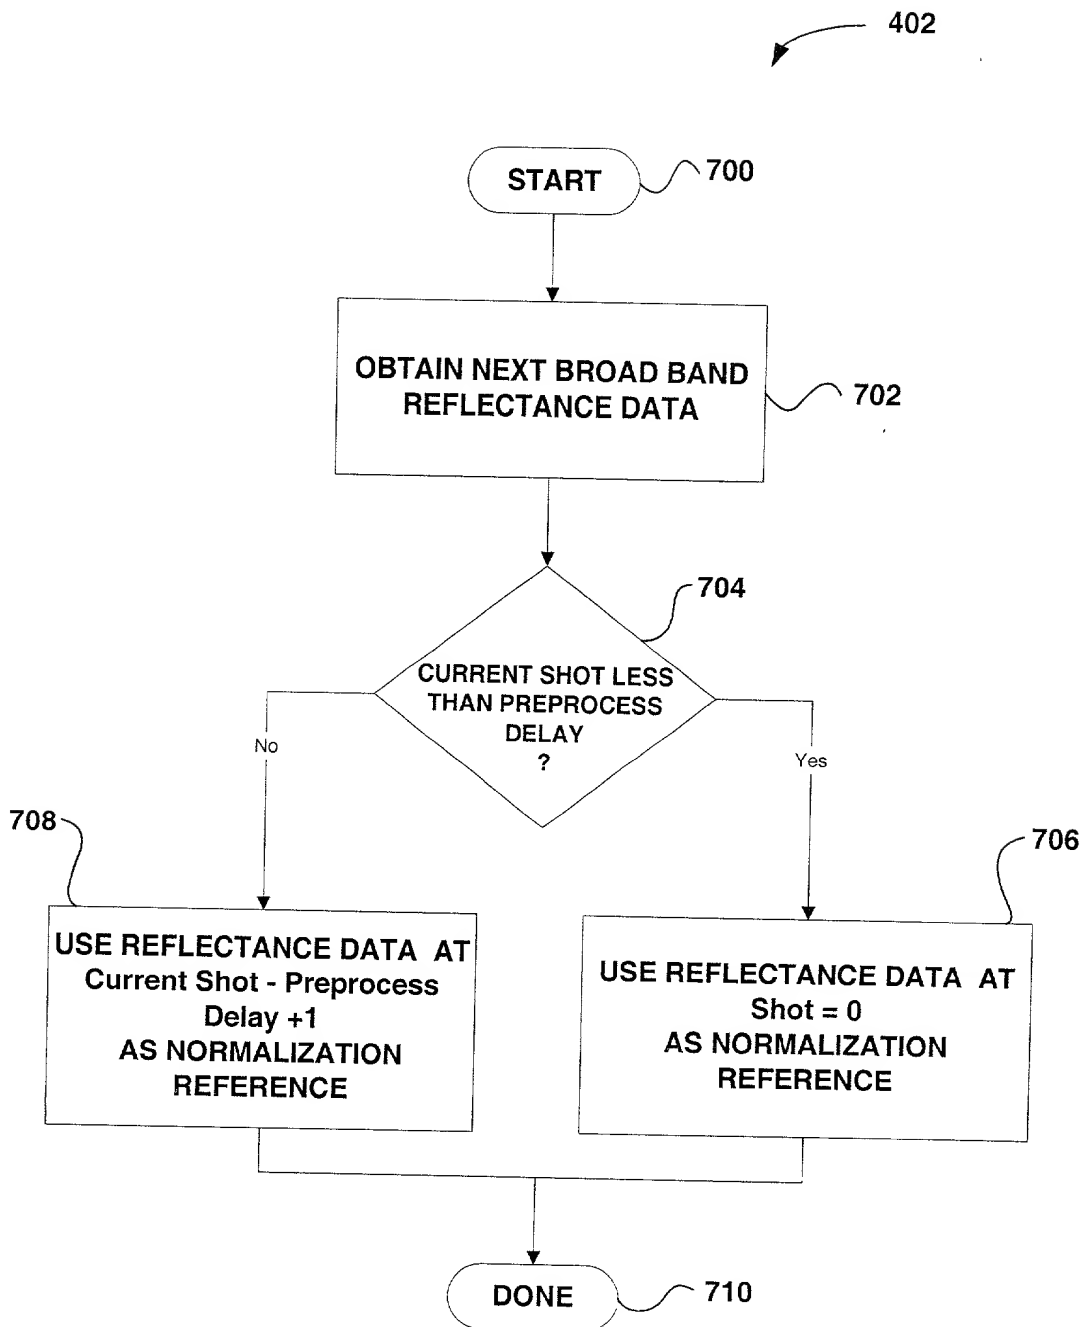 402
START
700
OBTAIN NEXT BROAD BAND
REFLECTANCE DATA
702
704
CURRENT SHOT LESS
THAN PREPROCESS
DELAY
?
No
Yes
708
706
USE REFLECTANCE DATA AT
Current Shot - Preprocess
Delay +1
AS NORMALIZATION
REFERENCE
USE REFLECTANCE DATA AT
Shot = 0
AS NORMALIZATION
REFERENCE
DONE
710